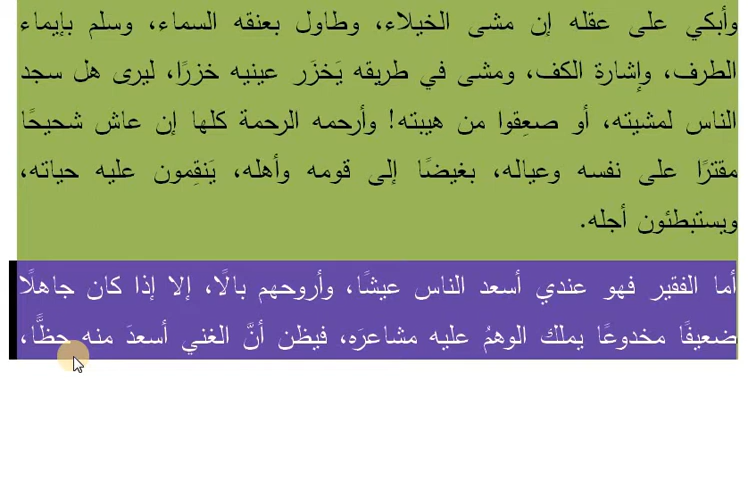 وأبكي على عقله إن مشى الخيلاء، وطاول بعنقه السماء، وسلم بإيماء
الطرف، وإشارة الكف، ومشى في طريقه يَخزَر عينيه خزرًا، ليرى هل سجد
الناس لمشيته، أو صعِقوا من هيبته! وأرحمه الرحمة كلها إن عاش شحيحًا
مقترًا على نفسه وعياله، بغيضًا إلى قومه وأهله، يَنقِمون عليه حياته،
ويستبطئون أجله.
أما الفقير فهو عندي أسعد الناس عيشًا، وأروحهم بالًا، إلا إذا كان جاهلًا
ضعيفًا مخدوعًا يملك الوهمُ عليه مشاعرَه، فيظن أنَّ الغني أسعدَ منه حظًّا،